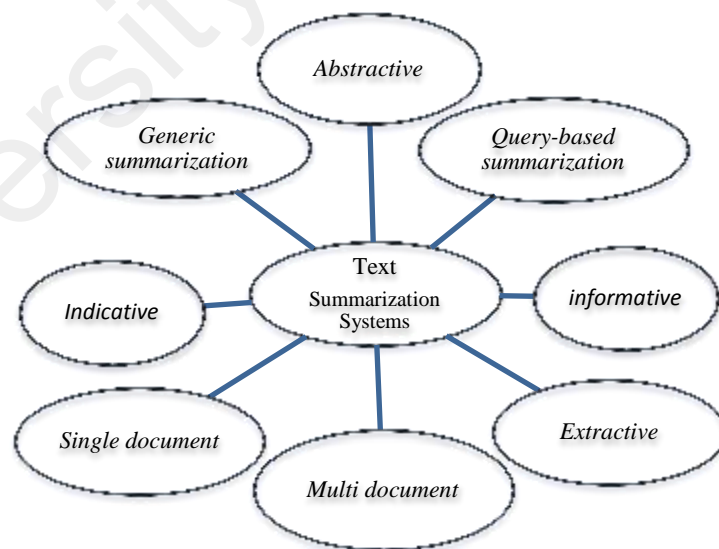 Abstractive
Generic
summarization
Query-based
summarization
Text
Summarization
Systems
Indicative
informative
Single document
Extractive
Multi document